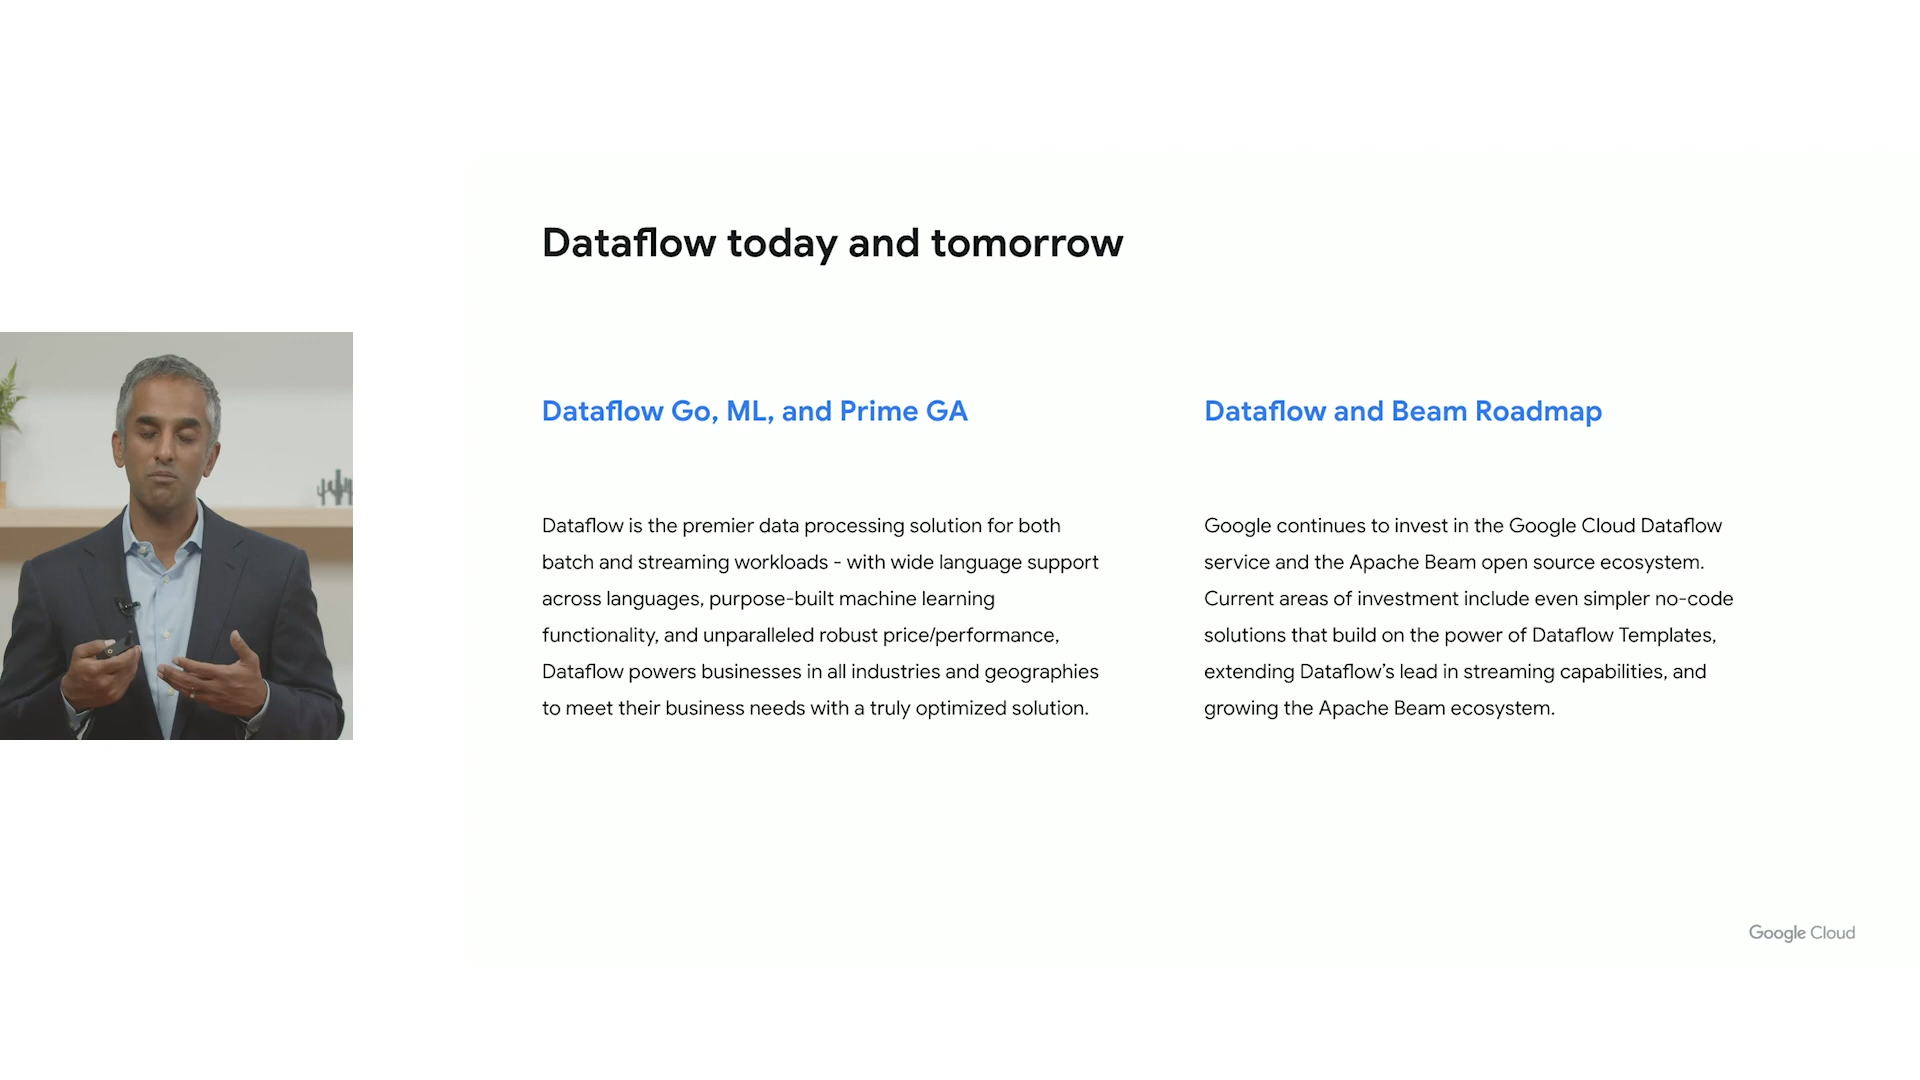 Dataflow today and tomorrow
Dataflow Go, ML, and Prime GA
Dataflow is the premier data processing solution for both
batch and streaming workloads - with wide language support
across languages, purpose-built machine learning
functionality, and unparalleled robust price/performance,
Dataflow powers businesses in all industries and geographies
to meet their business needs with a truly optimized solution.
Dataflow and Beam Roadmap
Google continues to invest in the Google Cloud Dataflow
service and the Apache Beam open source ecosystem.
Current areas of investment include even simpler no-code
solutions that build on the power of Dataflow Templates,
extending Dataflow’s lead in streaming capabilities, and
growing the Apache Beam ecosystem.
Google Cloud